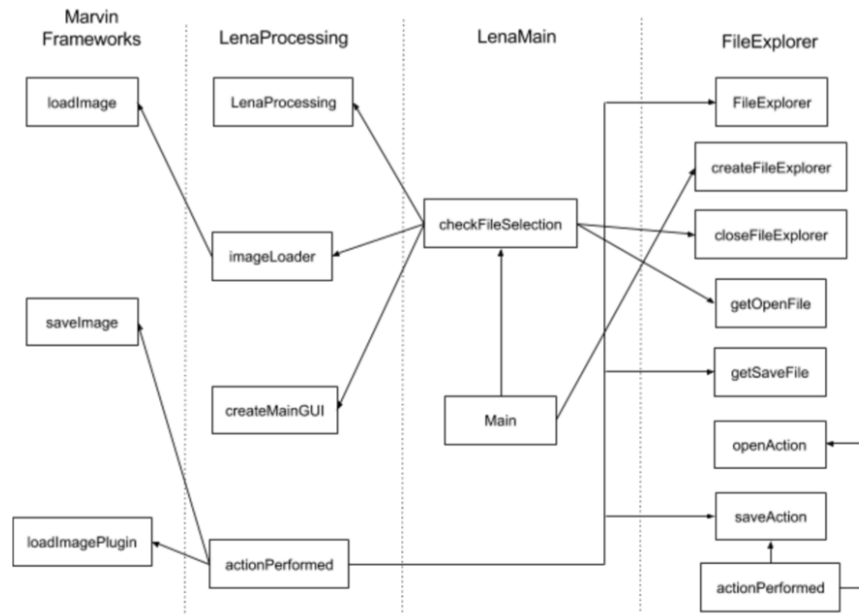 Marvin
Frameworks
LenaProcessing
LenaMain
FileExplorer
loadImage
LenaProcessing
FileExplorer
createFileExplorer
checkFileSelection
closeFileExplorer
imageLoader
getOpenFile
saveImage
getSaveFile
createMainGUI
Main
openAction
saveAction
loadImagePlugin
actionPerformed
actionPerformed